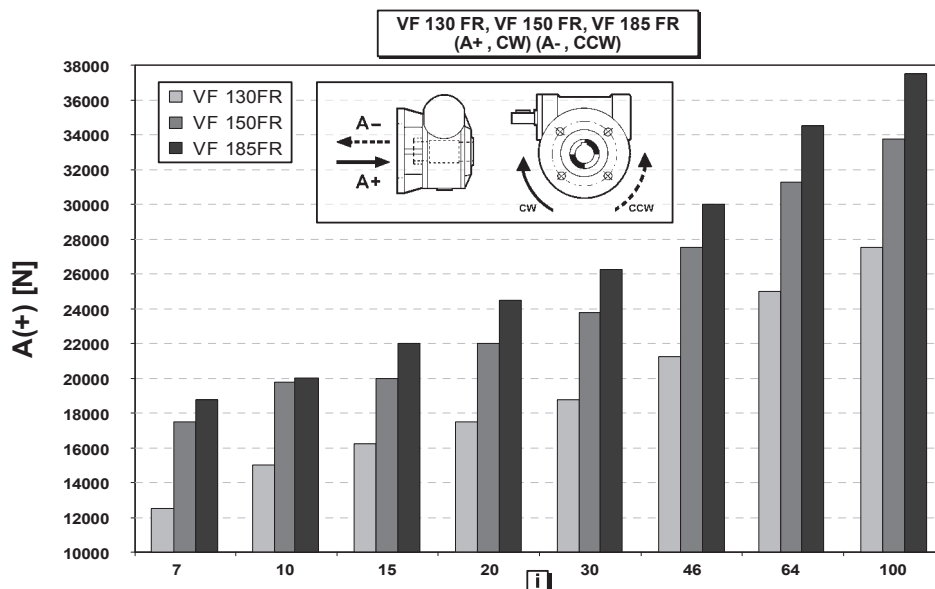 VF 130 FR, VF 150 FR, VF 185 FR
(A+ , CW) (A- , CCW)
A(+) [N]
38000
36000
34000
32000
30000
28000
26000
24000
22000
20000
18000
16000
14000
12000
10000
VF 130FR
VF 150FR
VF 185FR
A–
A+
CW
CCW
7 10 15 20 30 46 64 100
i